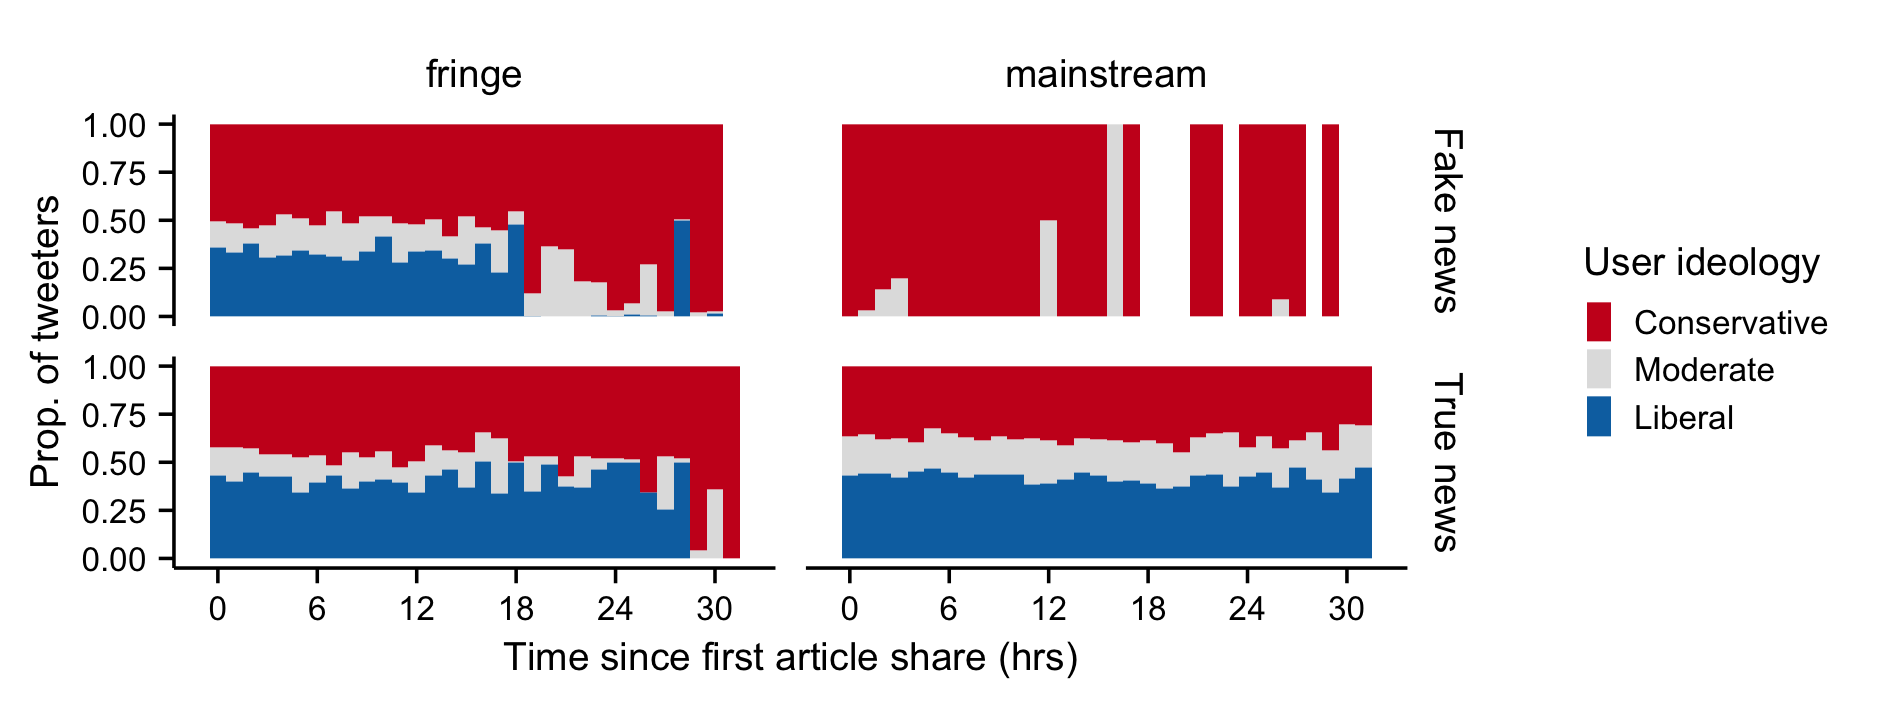 fringe
mainstream
1.00
0.75
0.50
0.25
0.00
Fake news
1.00
0.75
0.50
0.25
0.00
True news
Prop. of tweeters
0 6 12 18 24 30
0 6 12 18 24 30
Time since first article share (hrs)
User ideology
Conservative
Moderate
Liberal